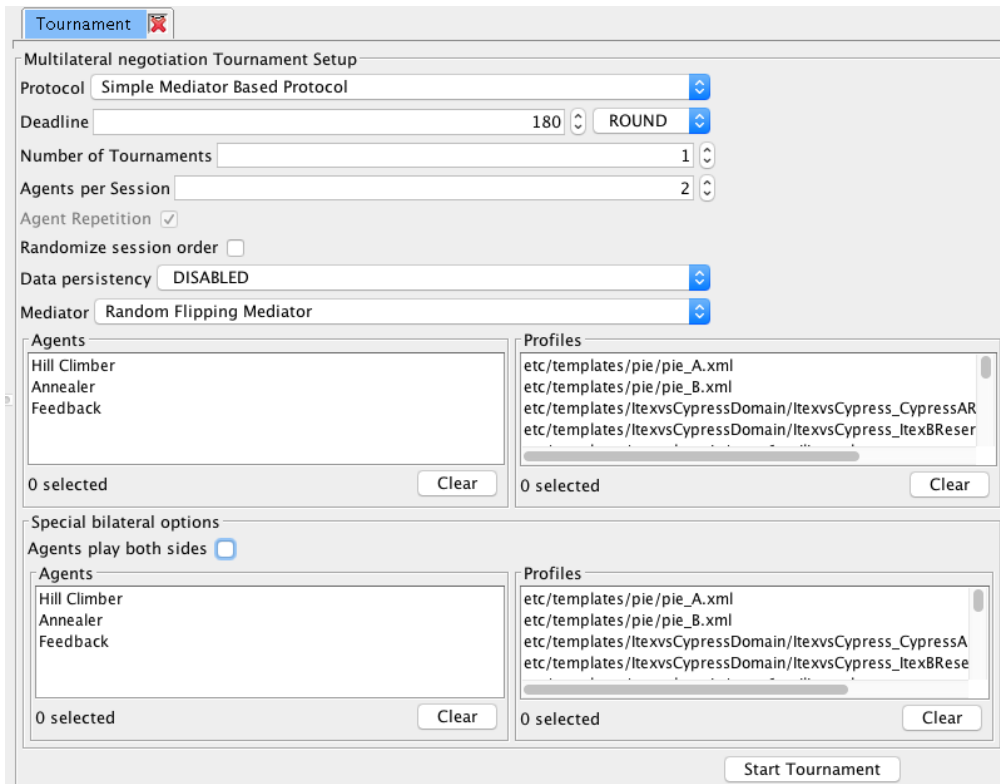 Tournament
Multilateral negotiation Tournament Setup
Protocol Simple Mediator Based Protocol
Deadline 180 ROUND
Number of Tournaments 1
Agents per Session 2
Agent Repetition
Randomize session order
Data persistency DISABLED
Mediator Random Flipping Mediator
Agents
Hill Climber
Annealer
Feedback
0 selected Clear
Profiles
etc/templates/pie/pie_A.xml
etc/templates/pie/pie_B.xml
etc/templates/ItexvsCypressDomain/ItexvsCypress_CypressAR
etc/templates/ItexvsCypressDomain/ItexvsCypress_ItexBReser
0 selected Clear
Special bilateral options
Agents play both sides
Agents
Hill Climber
Annealer
Feedback
0 selected Clear
Profiles
etc/templates/pie/pie_A.xml
etc/templates/pie/pie_B.xml
etc/templates/ItexvsCypressDomain/ItexvsCypress_CypressA
etc/templates/ItexvsCypressDomain/ItexvsCypress_ItexBRese
0 selected Clear
Start Tournament